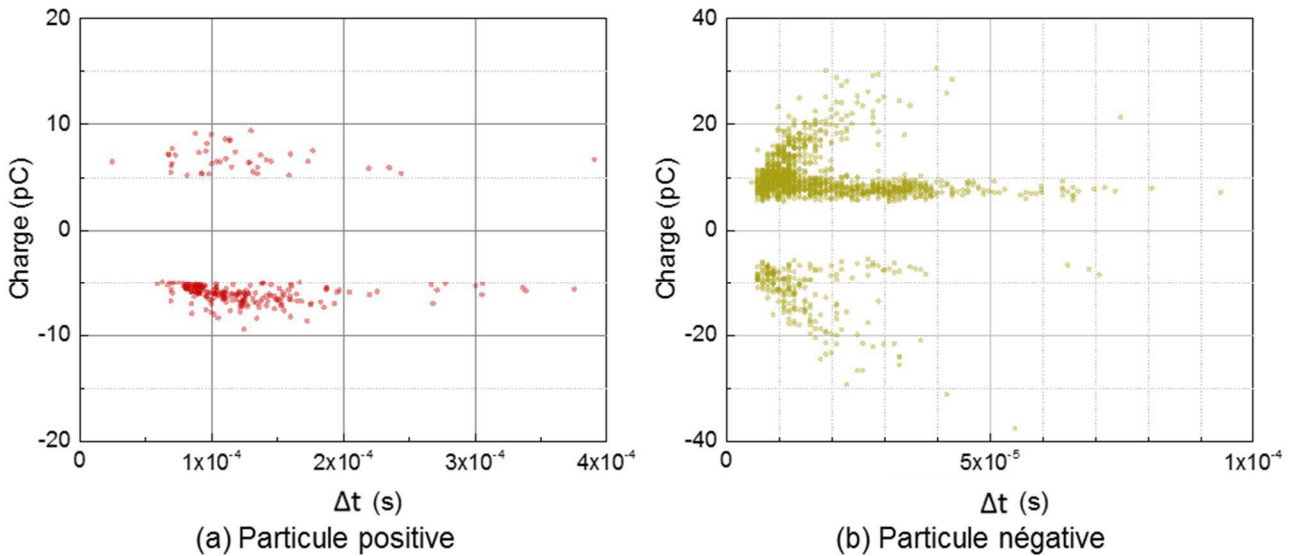 20
10
0
-10
-20
Charge (pC)
0
1x10⁻⁴
2x10⁻⁴
3x10⁻⁴
4x10⁻⁴
Δt (s)
(a) Particule positive
40
20
0
-20
-40
Charge (pC)
0
5x10⁻⁵
1x10⁻⁴
Δt (s)
(b) Particule négative